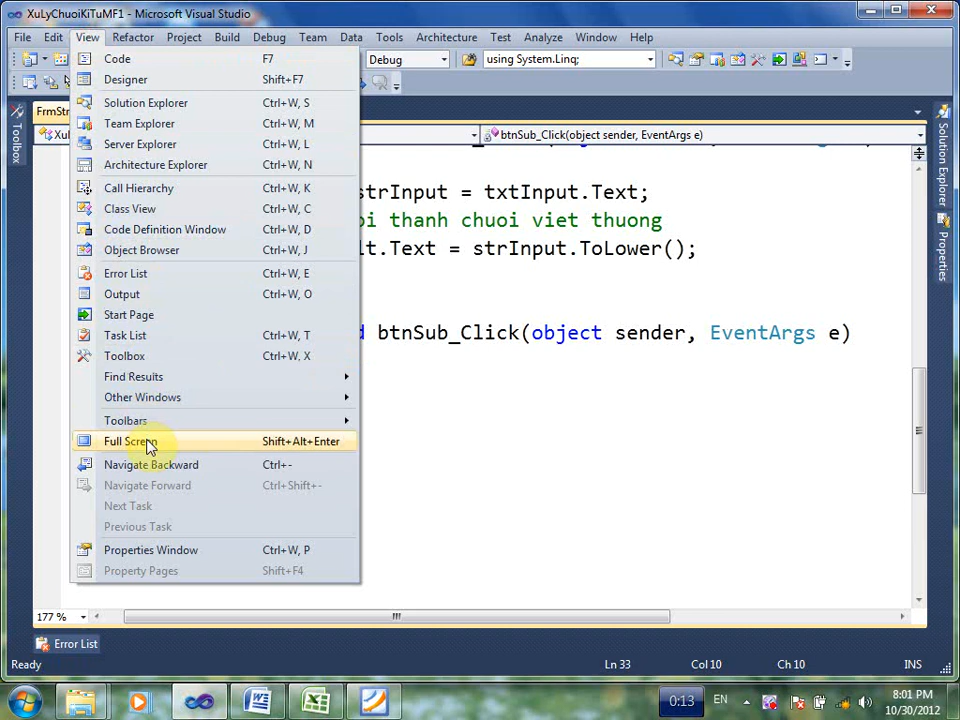 XuLyChuoiKiTuMF1 - Microsoft Visual Studio
File Edit View Refactor Project Build Debug Team Data Tools Architecture Test Analyze Window Help
Debug using System.Linq;
FrmStr
btnSub_Click(object sender, EventArgs e)
Toolbox
Solution Explorer
Properties
Code F7
Designer Shift+F7
Solution Explorer Ctrl+W, S
Team Explorer Ctrl+W, M
Server Explorer Ctrl+W, L
Architecture Explorer Ctrl+W, N
Call Hierarchy Ctrl+W, K
Class View Ctrl+W, C
Code Definition Window Ctrl+W, D
Object Browser Ctrl+W, J
Error List Ctrl+W, E
Output Ctrl+W, O
Start Page
Task List Ctrl+W, T
Toolbox Ctrl+W, X
Find Results
Other Windows
Toolbars
Full Screen Shift+Alt+Enter
Navigate Backward Ctrl+-
Navigate Forward Ctrl+Shift+-
Next Task
Previous Task
Properties Window Ctrl+W, P
Property Pages Shift+F4
strInput = txtInput.Text;
oi thanh chuoi viet thuong
lt.Text = strInput.ToLower();
d btnSub_Click(object sender, EventArgs e)
177 %
Error List
Ready Ln 33 Col 10 Ch 10 INS
0:13 EN 8:01 PM
10/30/2012